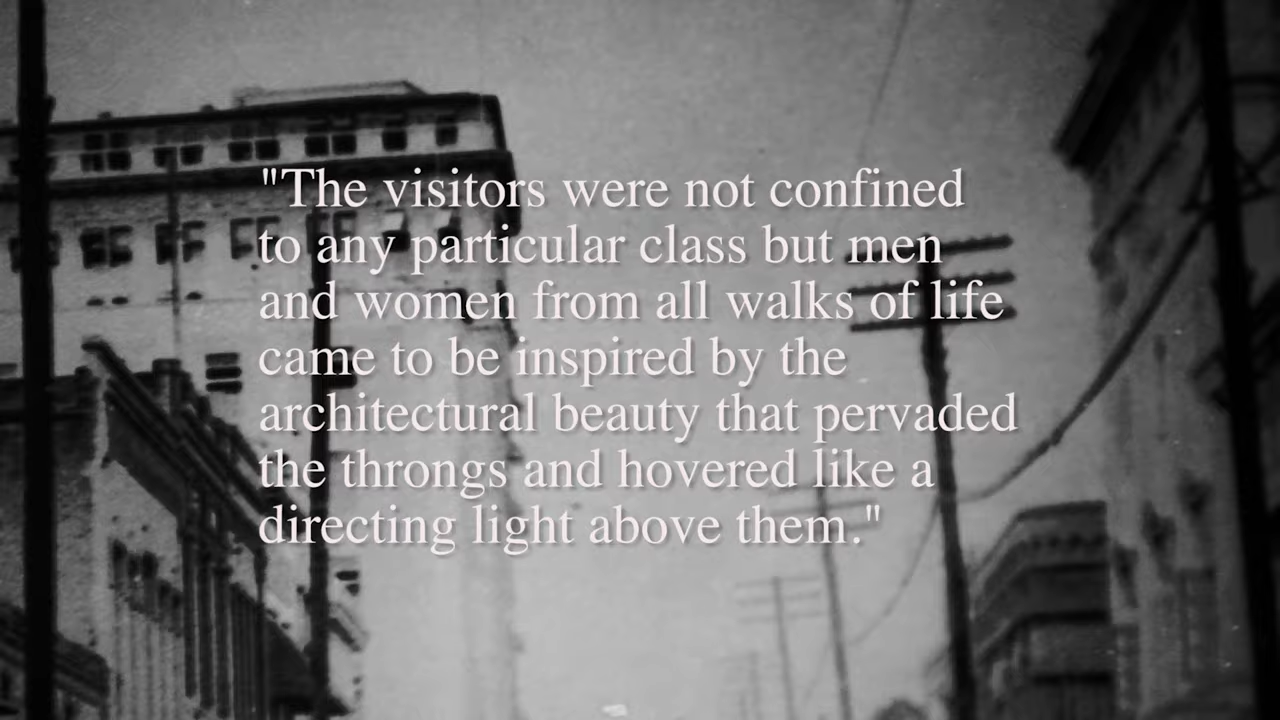 "The visitors were not confined
to any particular class but men
and women from all walks of life
came to be inspired by the
architectural beauty that pervaded
the throngs and hovered like a
directing light above them."